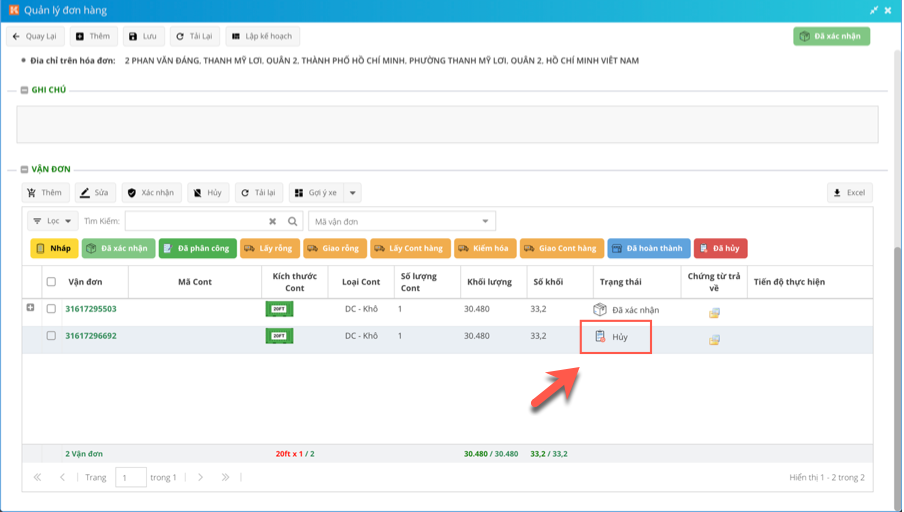 Quản lý đơn hàng
Quay Lại Thêm Lưu Tải Lại Lập kế hoạch Đã xác nhận
Đia chỉ trên hóa đơn: 2 PHAN VĂN ĐÁNG, THANH MỸ LƠI, QUÂN 2, THÀNH PHỐ HỒ CHÍ MINH, PHƯỜNG THANH MỸ LƠI, QUÂN 2, HỒ CHÍ MINH VIÊT NAM
GHI CHÚ
VẬN ĐƠN
Thêm Sửa Xác nhận Hủy Tải lại Gợi ý xe Excel
Lọc Tìm Kiếm: Mã vận đơn
Nháp Đã xác nhận Đã phân công Lấy rỗng Giao rỗng Lấy Cont hàng Kiểm hóa Giao Cont hàng Đã hoàn thành Đã hủy
Vận đơn Mã Cont Kích thước Cont Loại Cont Số lượng Cont Khối lượng Số khối Trạng thái Chứng từ trả về Tiến độ thực hiện
31617295503 20FT DC - Khô 1 30.480 33,2 Đã xác nhận
31617296692 20FT DC - Khô 1 30.480 33,2 Hủy
2 Vận đơn 20ft x 1 / 2 30.480 / 30.480 33,2 / 33,2
Trang 1 trong 1 Hiển thị 1 - 2 trong 2